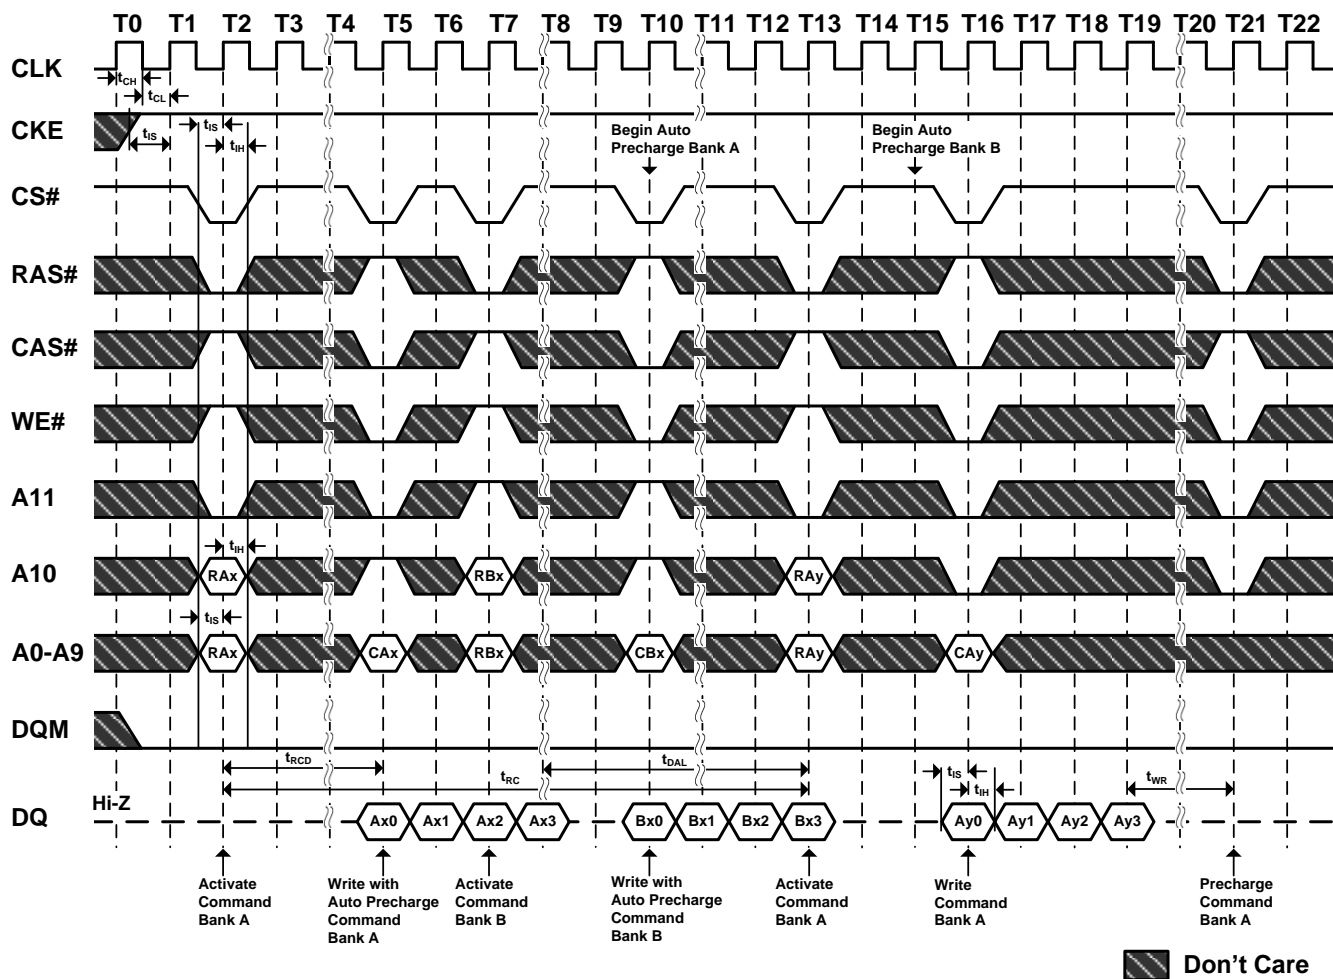 T0 T1 T2 T3 T4 T5 T6 T7 T8 T9 T10 T11 T12 T13 T14 T15 T16 T17 T18 T19 T20 T21 T22
CLK
tCH
tCL
CKE
tIS
tIS
tIH
Begin Auto
Precharge Bank A
Begin Auto
Precharge Bank B
CS#
RAS#
CAS#
WE#
A11
tIH
A10
RAx RBx RAy
tIS
A0-A9
RAx CAx RBx CBx RAy CAy
DQM
tRCD
tDAL
tRC
tIS
tIH
tWR
Hi-Z
DQ
Ax0 Ax1 Ax2 Ax3 Bx0 Bx1 Bx2 Bx3 Ay0 Ay1 Ay2 Ay3
Activate
Command
Bank A
Write with
Auto Precharge
Command
Bank A
Activate
Command
Bank B
Write with
Auto Precharge
Command
Bank B
Activate
Command
Bank A
Write
Command
Bank A
Precharge
Command
Bank A
Don't Care